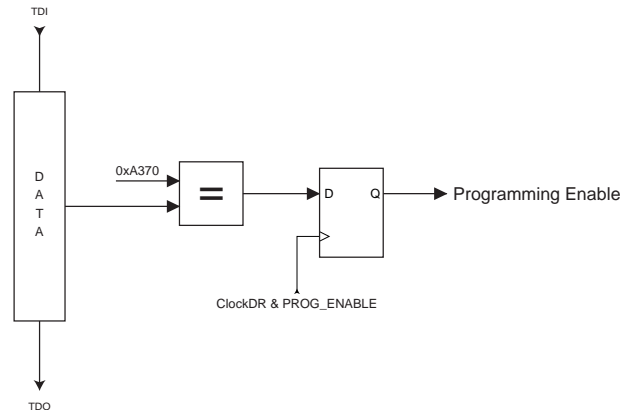 TDI
D
A
T
A
0xA370
=
D
Q
Programming Enable
ClockDR & PROG_ENABLE
TDO